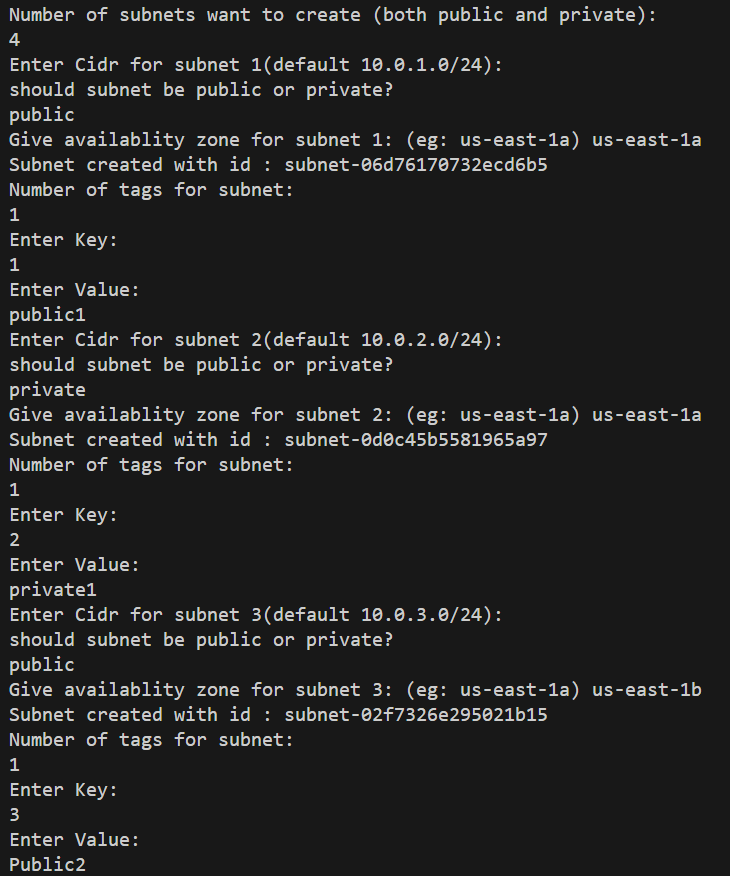 Number of subnets want to create (both public and private):
4
Enter Cidr for subnet 1(default 10.0.1.0/24):
should subnet be public or private?
public
Give availablity zone for subnet 1: (eg: us-east-1a) us-east-1a
Subnet created with id : subnet-06d76170732ecd6b5
Number of tags for subnet:
1
Enter Key:
1
Enter Value:
public1
Enter Cidr for subnet 2(default 10.0.2.0/24):
should subnet be public or private?
private
Give availablity zone for subnet 2: (eg: us-east-1a) us-east-1a
Subnet created with id : subnet-0d0c45b5581965a97
Number of tags for subnet:
1
Enter Key:
2
Enter Value:
private1
Enter Cidr for subnet 3(default 10.0.3.0/24):
should subnet be public or private?
public
Give availablity zone for subnet 3: (eg: us-east-1a) us-east-1b
Subnet created with id : subnet-02f7326e295021b15
Number of tags for subnet:
1
Enter Key:
3
Enter Value:
Public2